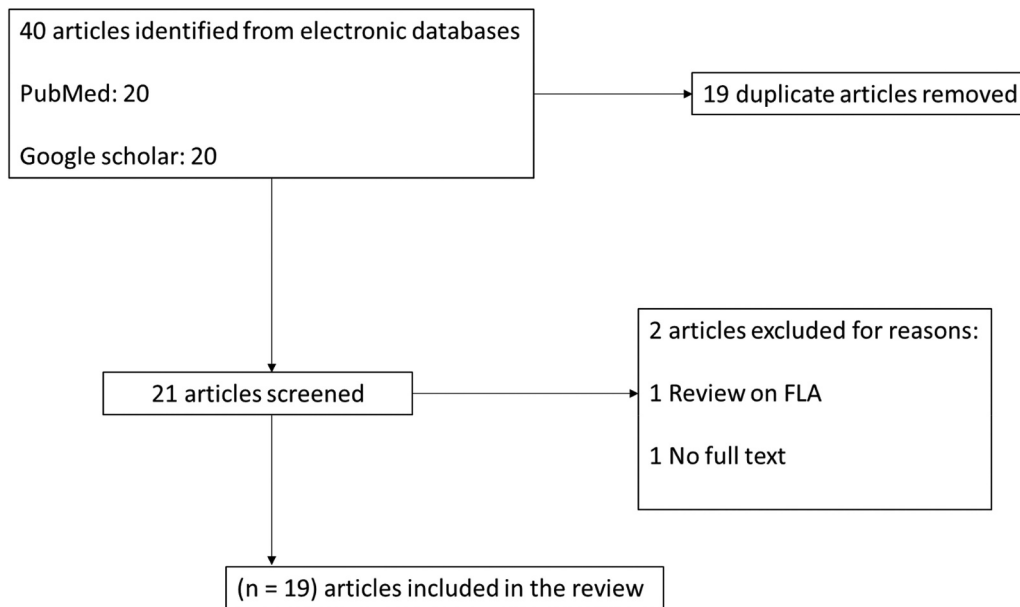 40 articles identified from electronic databases
PubMed: 20
Google scholar: 20
19 duplicate articles removed
21 articles screened
2 articles excluded for reasons:
1 Review on FLA
1 No full text
(n = 19) articles included in the review